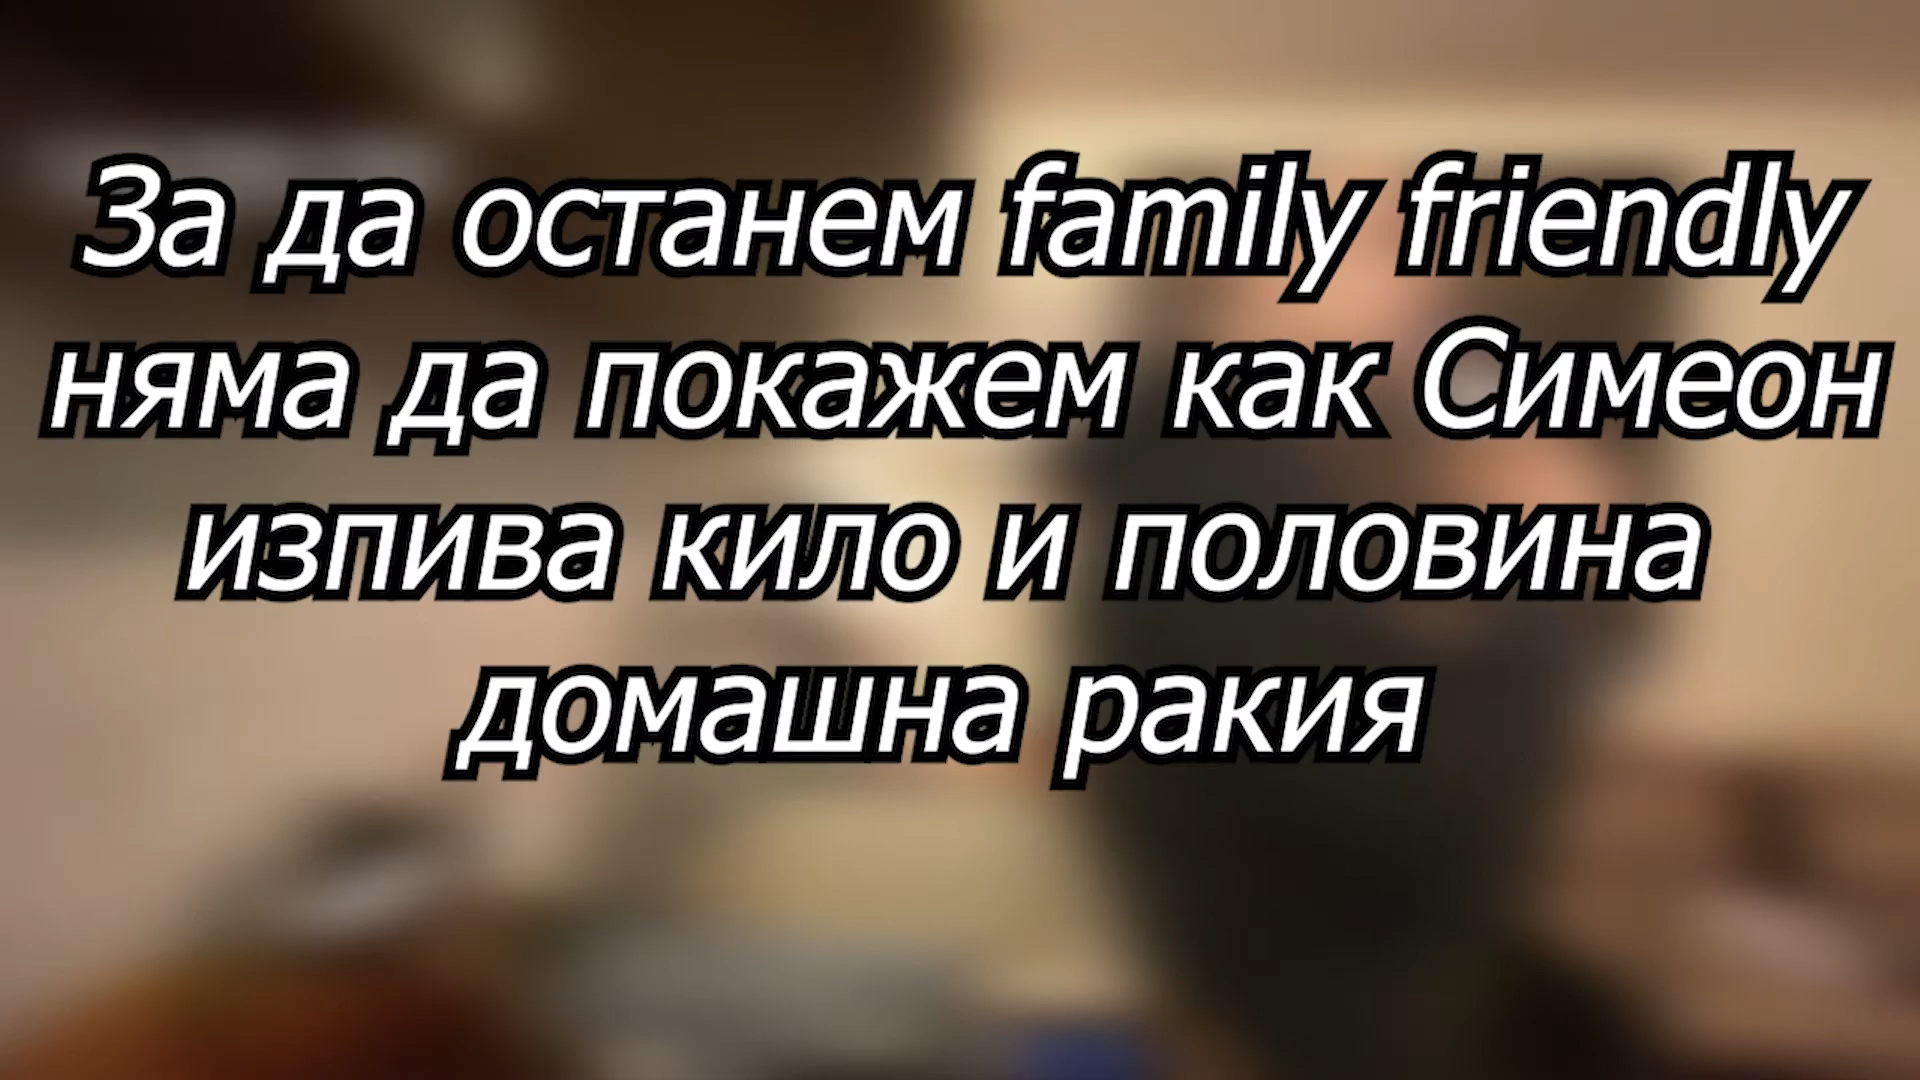 За да останем family friendly
няма да покажем как Симеон
изпива кило и половина
домашна ракия